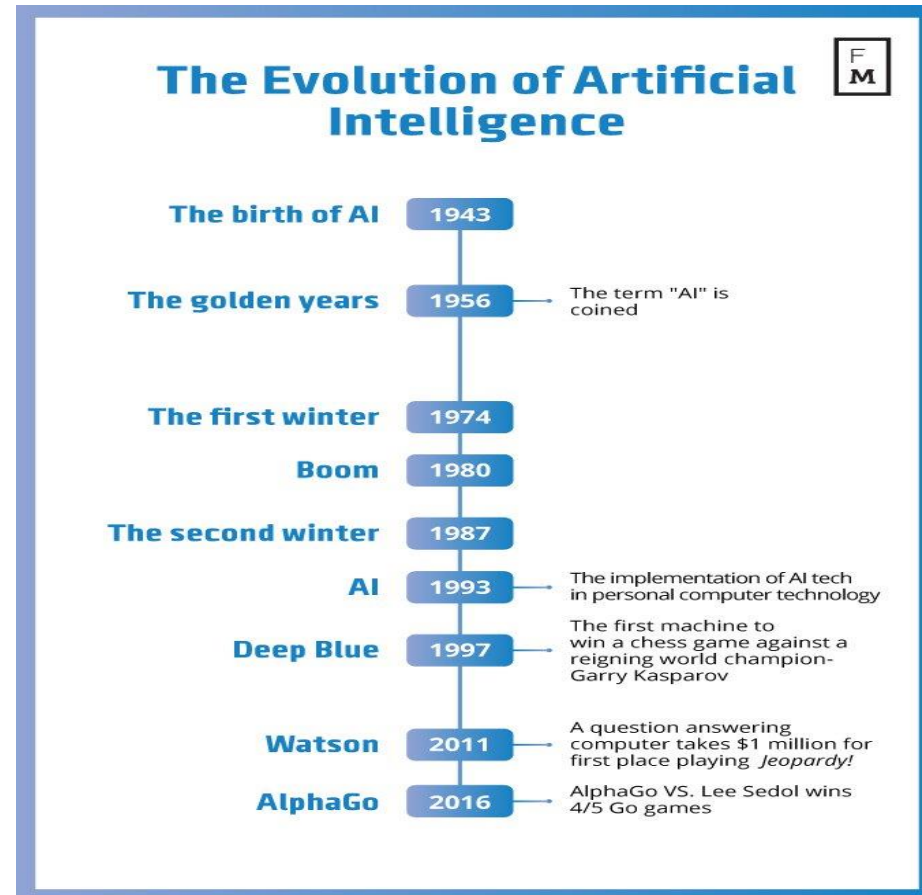 The Evolution of Artificial
Intelligence
F
M
The birth of AI 1943
The golden years 1956 The term "AI" is
coined
The first winter 1974
Boom 1980
The second winter 1987
AI 1993 The implementation of AI tech
in personal computer technology
Deep Blue 1997 The first machine to
win a chess game against a
reigning world champion-
Garry Kasparov
Watson 2011 A question answering
computer takes $1 million for
first place playing Jeopardy!
AlphaGo 2016 AlphaGo VS. Lee Sedol wins
4/5 Go games